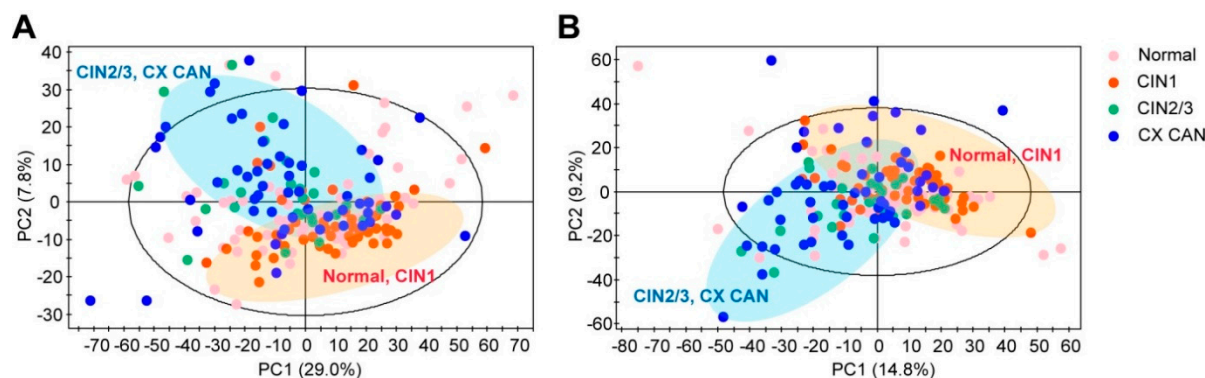 A
40
30
20
10
0
-10
-20
-30
PC2 (7.8%)
CIN2/3, CX CAN
Normal, CIN1
-70 -60 -50 -40 -30 -20 -10 0 10 20 30 40 50 60 70
PC1 (29.0%)
B
60
40
20
0
-20
-40
-60
PC2 (9.2%)
Normal, CIN1
CIN2/3, CX CAN
-80 -70 -60 -50 -40 -30 -20 -10 0 10 20 30 40 50 60
PC1 (14.8%)
Normal
CIN1
CIN2/3
CX CAN